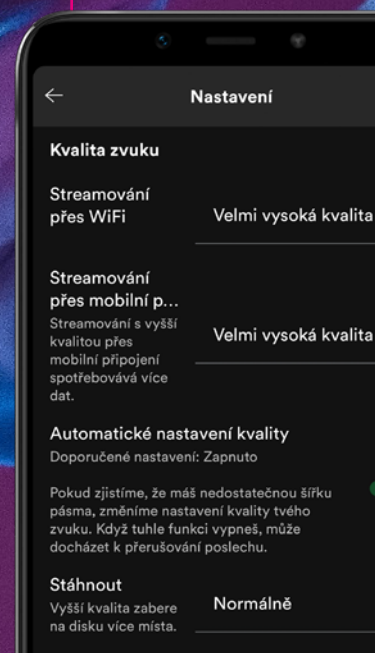 Nastavení
Kvalita zvuku
Streamování
přes WiFi
Velmi vysoká kvalita
Streamování
přes mobilní p...
Streamování s vyšší
kvalitou přes
mobilní připojení
spotřebovává více
dat.
Velmi vysoká kvalita
Automatické nastavení kvality
Doporučené nastavení: Zapnuto
Pokud zjistíme, že máš nedostatečnou šířku
pásma, změníme nastavení kvality tvého
zvuku. Když tuhle funkci vypneš, může
docházet k přerušování poslechu.
Stáhnout
Vyšší kvalita zabere
na disku více místa.
Normálně